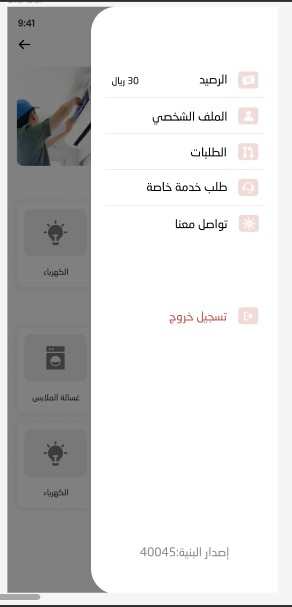 9:41
الرصيد 30 ريال
الملف الشخصي
الطلبات
طلب خدمة خاصة
تواصل معنا
تسجيل خروج
الكهرباء
غسالة الملابس
الكهرباء
إصدار البنية:40045